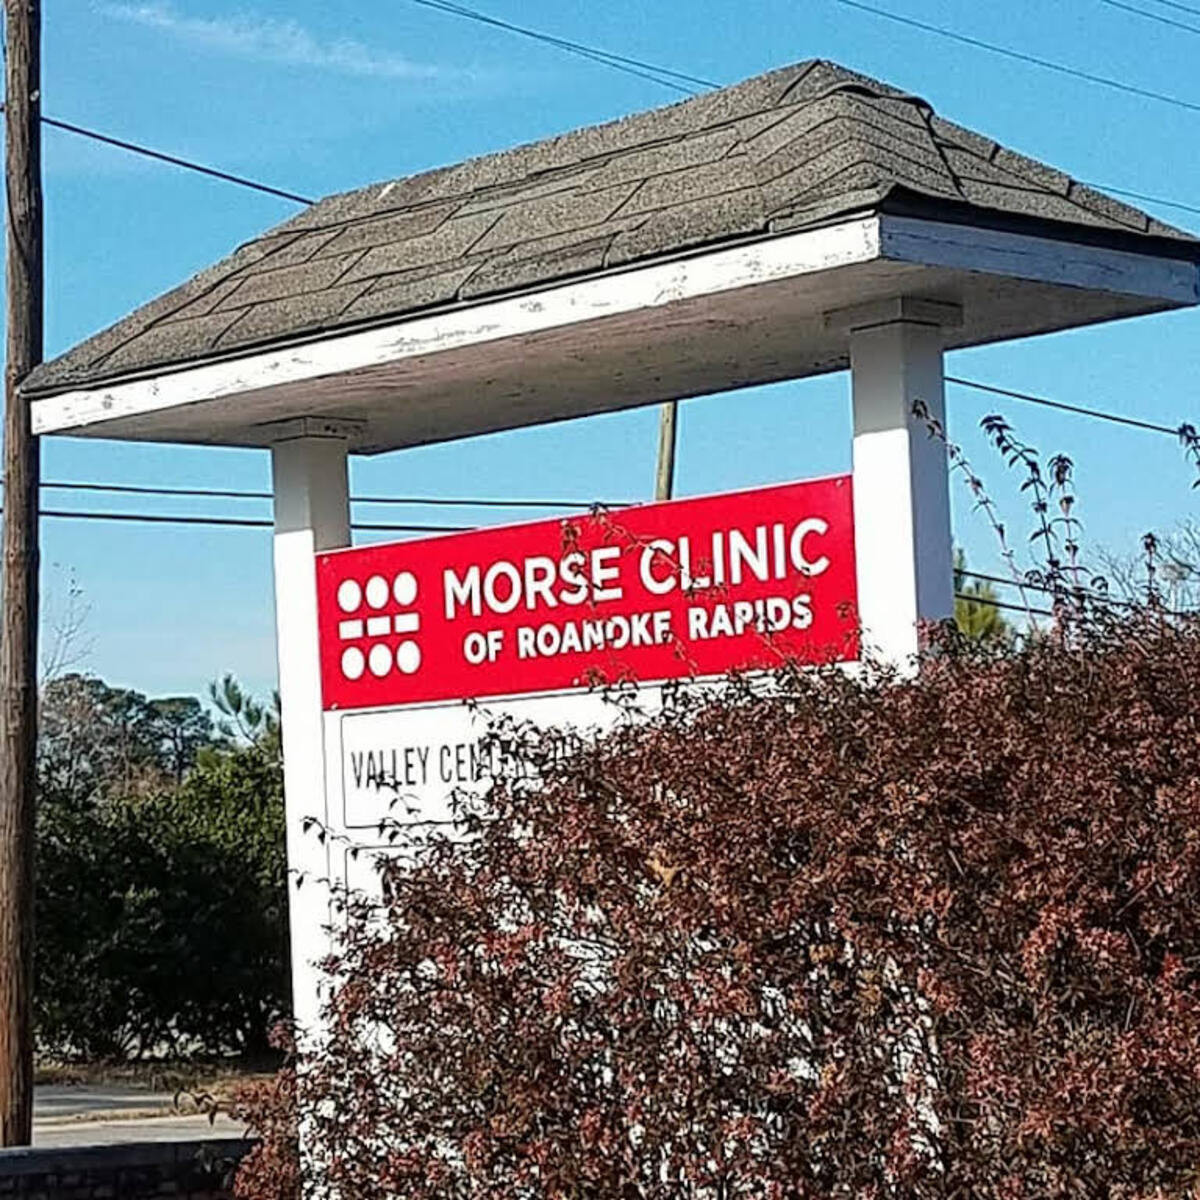 MORSE CLINIC
OF ROANOKE RAPIDS
VALLEY